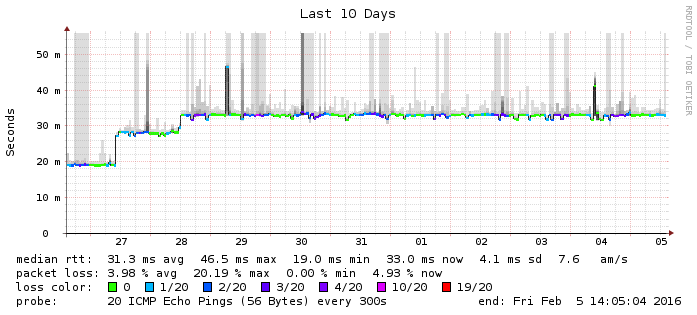 Last 10 Days
RRDTOOL / TOBI OETIKER
Seconds
50 m
40 m
30 m
20 m
10 m
0
27 28 29 30 31 01 02 03 04 05
median rtt: 31.3 ms avg 46.5 ms max 19.0 ms min 33.0 ms now 4.1 ms sd 7.6 am/s
packet loss: 3.98 % avg 20.19 % max 0.00 % min 4.93 % now
loss color: 0 1/20 2/20 3/20 4/20 10/20 19/20
probe: 20 ICMP Echo Pings (56 Bytes) every 300s end: Fri Feb 5 14:05:04 2016